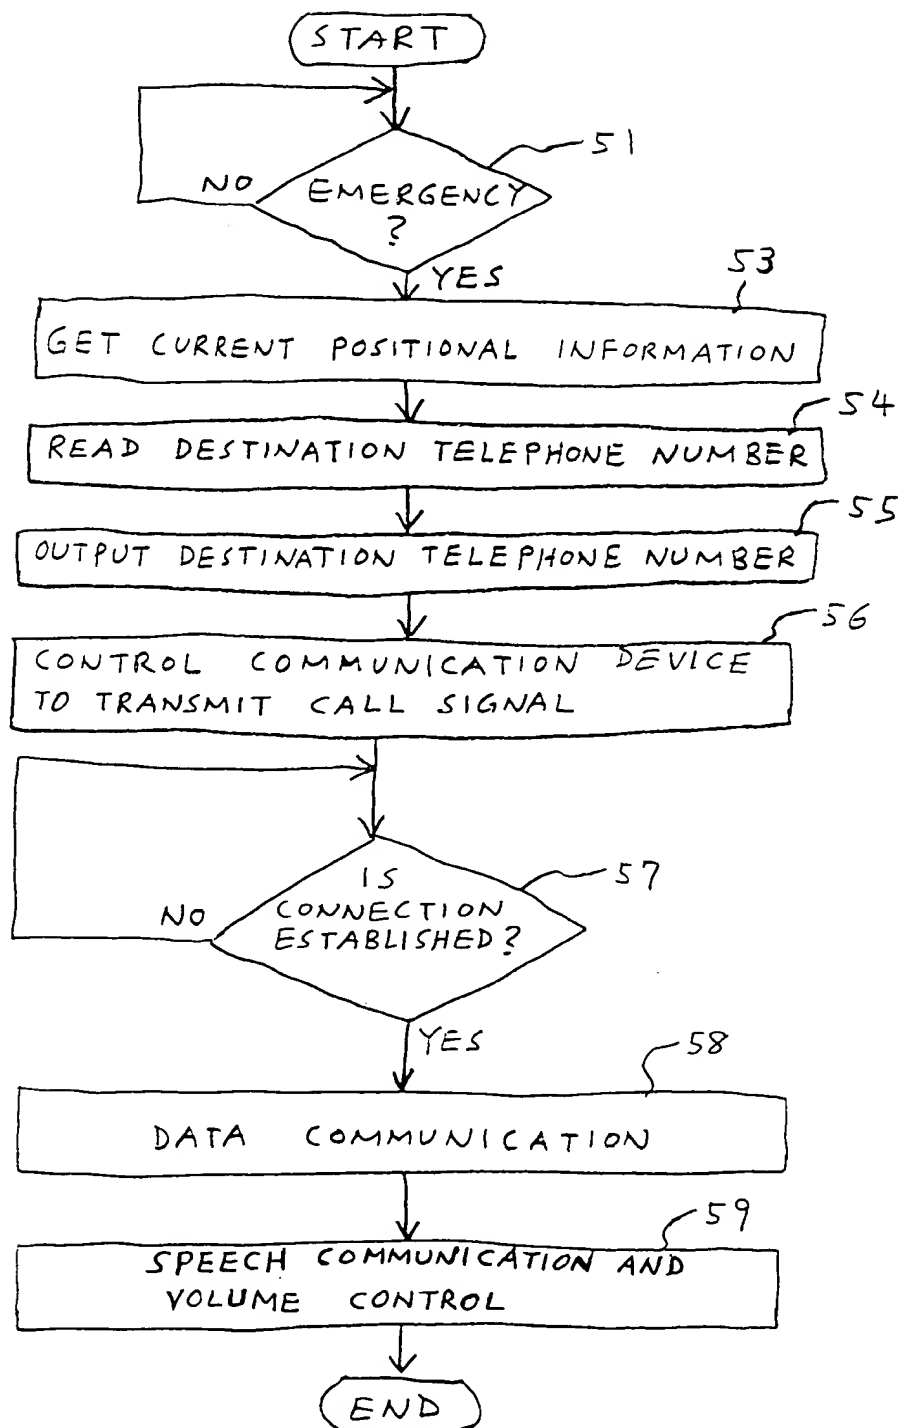 START
51
NO
EMERGENCY
?
YES
53
GET CURRENT POSITIONAL INFORMATION
54
READ DESTINATION TELEPHONE NUMBER
55
OUTPUT DESTINATION TELEPHONE NUMBER
56
CONTROL COMMUNICATION DEVICE
TO TRANSMIT CALL SIGNAL
57
IS
CONNECTION
ESTABLISHED?
NO
YES
58
DATA COMMUNICATION
59
SPEECH COMMUNICATION AND
VOLUME CONTROL
END